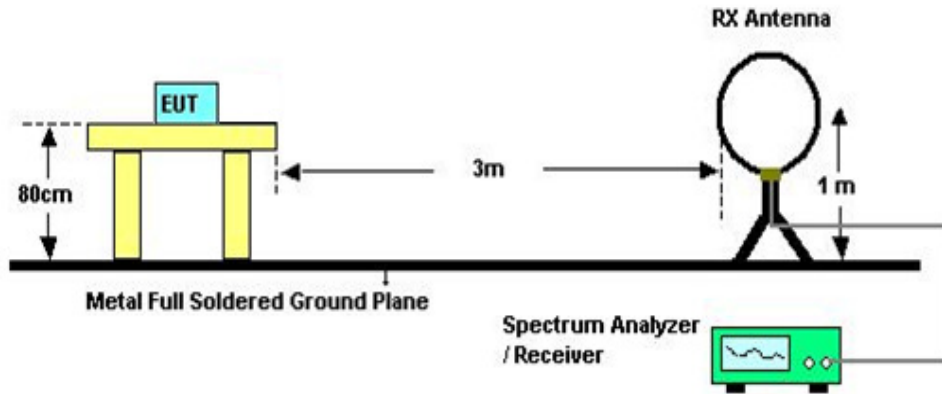 RX Antenna
EUT
3m
80cm
1 m
Metal Full Soldered Ground Plane
Spectrum Analyzer
/ Receiver